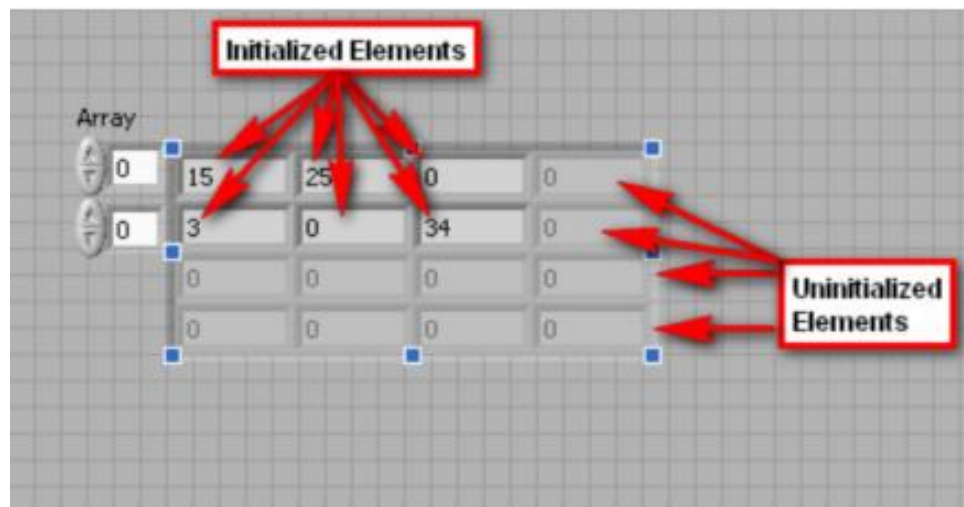 Initialized Elements
Array
0 15 25 0 0
0 3 0 34 0
0 0 0 0
0 0 0 0
Uninitialized
Elements